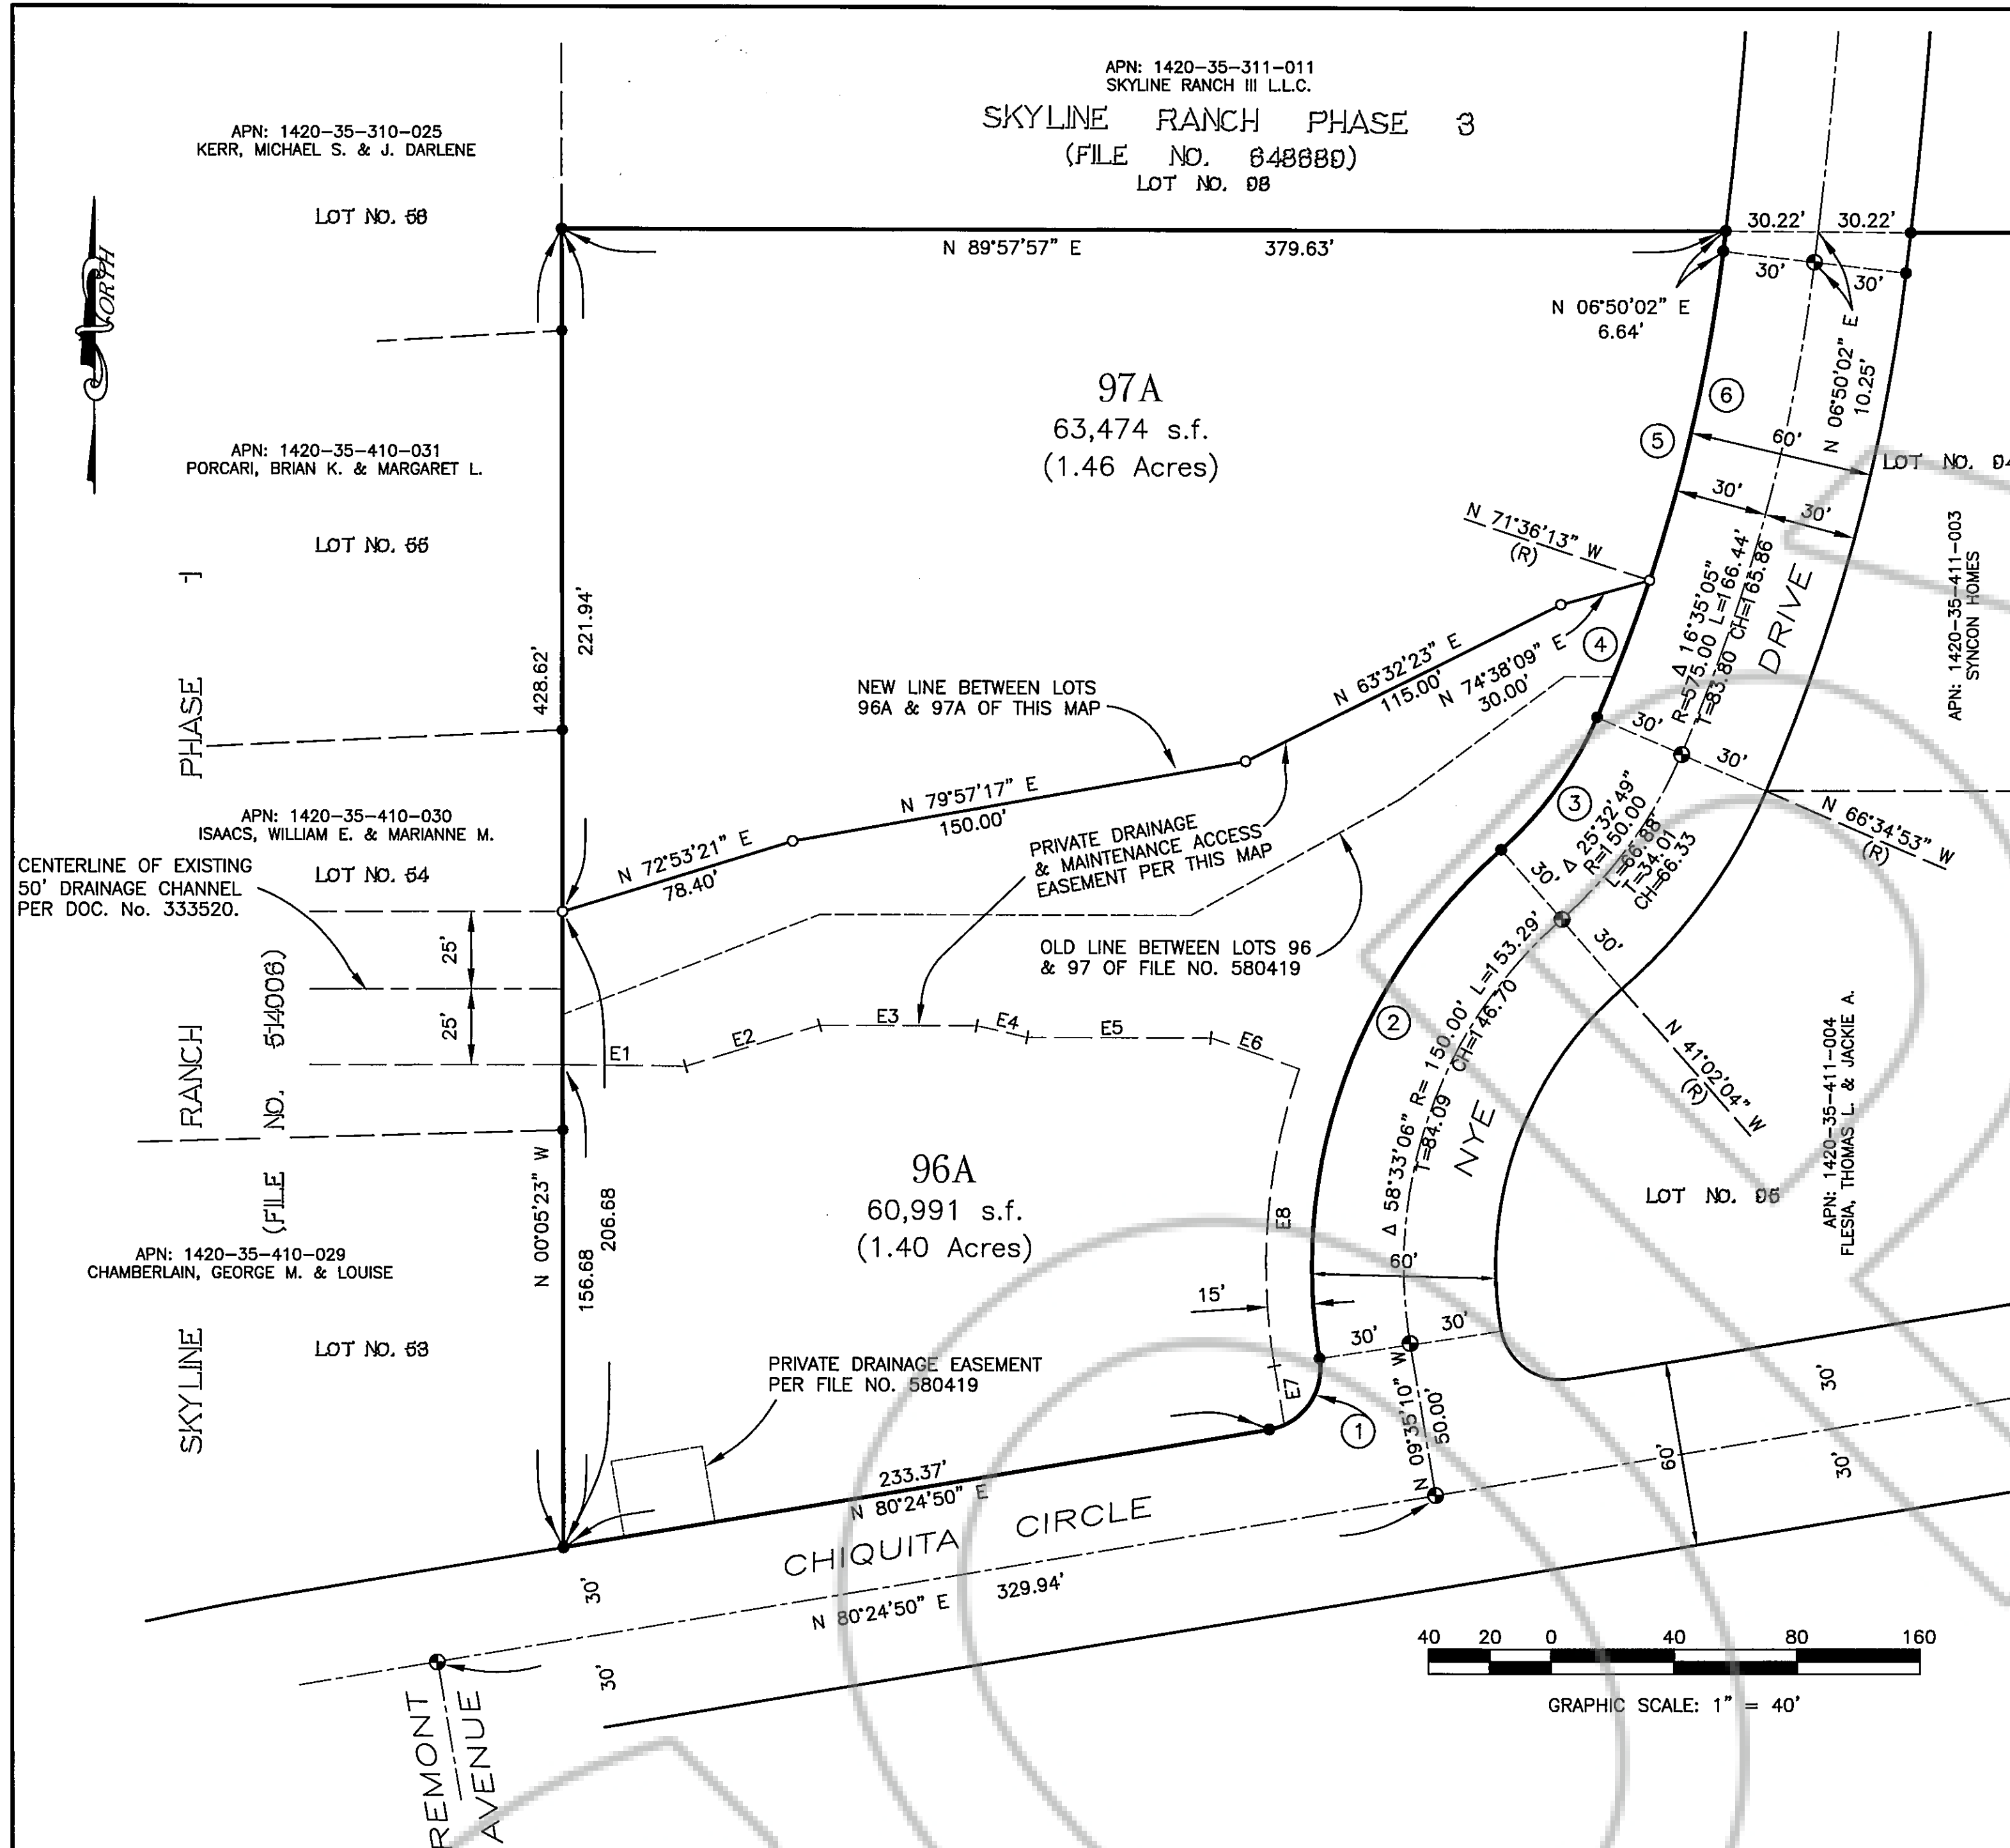 APN: 1420-35-311-011
SKYLINE RANCH III L.L.C.
SKYLINE RANCH PHASE 3
(FILE NO. 648689)
LOT NO. 98
APN: 1420-35-310-025
KERR, MICHAEL S. & J. DARLENE
LOT NO. 56
NORTH
N 89°57'57" E 379.63'
30.22' 30.22'
30' 30'
N 06°50'02" E
6.64'
N 06°50'02" E
10.25'
97A
63,474 s.f.
(1.46 Acres)
6
5
60'
LOT NO. 94
30'
30'
APN: 1420-35-410-031
PORCARI, BRIAN K. & MARGARET L.
LOT NO. 55
N 71°36'13" W
(R)
APN: 1420-35-411-003
SYNCON HOMES
Δ 16°35'05"
R=575.00 L=166.44'
T=83.80 CH=165.86
DRIVE
221.94'
428.62'
4
N 63°32'23" E
115.00'
N 74°38'09" E
30.00'
NEW LINE BETWEEN LOTS
96A & 97A OF THIS MAP
30'
30'
N 66°34'53" W
(R)
N 79°57'17" E
150.00'
3
Δ 25°32'49"
R=150.00
L=66.88'
T=34.01
CH=66.33
APN: 1420-35-410-030
ISAACS, WILLIAM E. & MARIANNE M.
LOT NO. 54
N 72°53'21" E
78.40'
PRIVATE DRAINAGE
& MAINTENANCE ACCESS
EASEMENT PER THIS MAP
CENTERLINE OF EXISTING
50' DRAINAGE CHANNEL
PER DOC. No. 333520.
25'
25'
OLD LINE BETWEEN LOTS 96
& 97 OF FILE NO. 580419
30'
30'
N 41°02'04" W
(R)
E1
E2
E3
E4
E5
E6
2
Δ 58°33'06" R= 150.00' L=153.29'
T=84.09 CH=146.70
NYE
APN: 1420-35-411-004
FLESIA, THOMAS L. & JACKIE A.
LOT NO. 95
SKYLINE RANCH PHASE 1
(FILE NO. 514006)
96A
60,991 s.f.
(1.40 Acres)
N 00°05'23" W
156.68
206.68
E8
60'
15'
APN: 1420-35-410-029
CHAMBERLAIN, GEORGE M. & LOUISE
LOT NO. 53
30'
30'
PRIVATE DRAINAGE EASEMENT
PER FILE NO. 580419
E7
1
N 09°35'10" W
50.00'
30'
60'
30'
233.37'
N 80°24'50" E
CHIQUITA CIRCLE
N 80°24'50" E 329.94'
30'
30'
REMONT
AVENUE
40 20 0 40 80 160
GRAPHIC SCALE: 1" = 40'